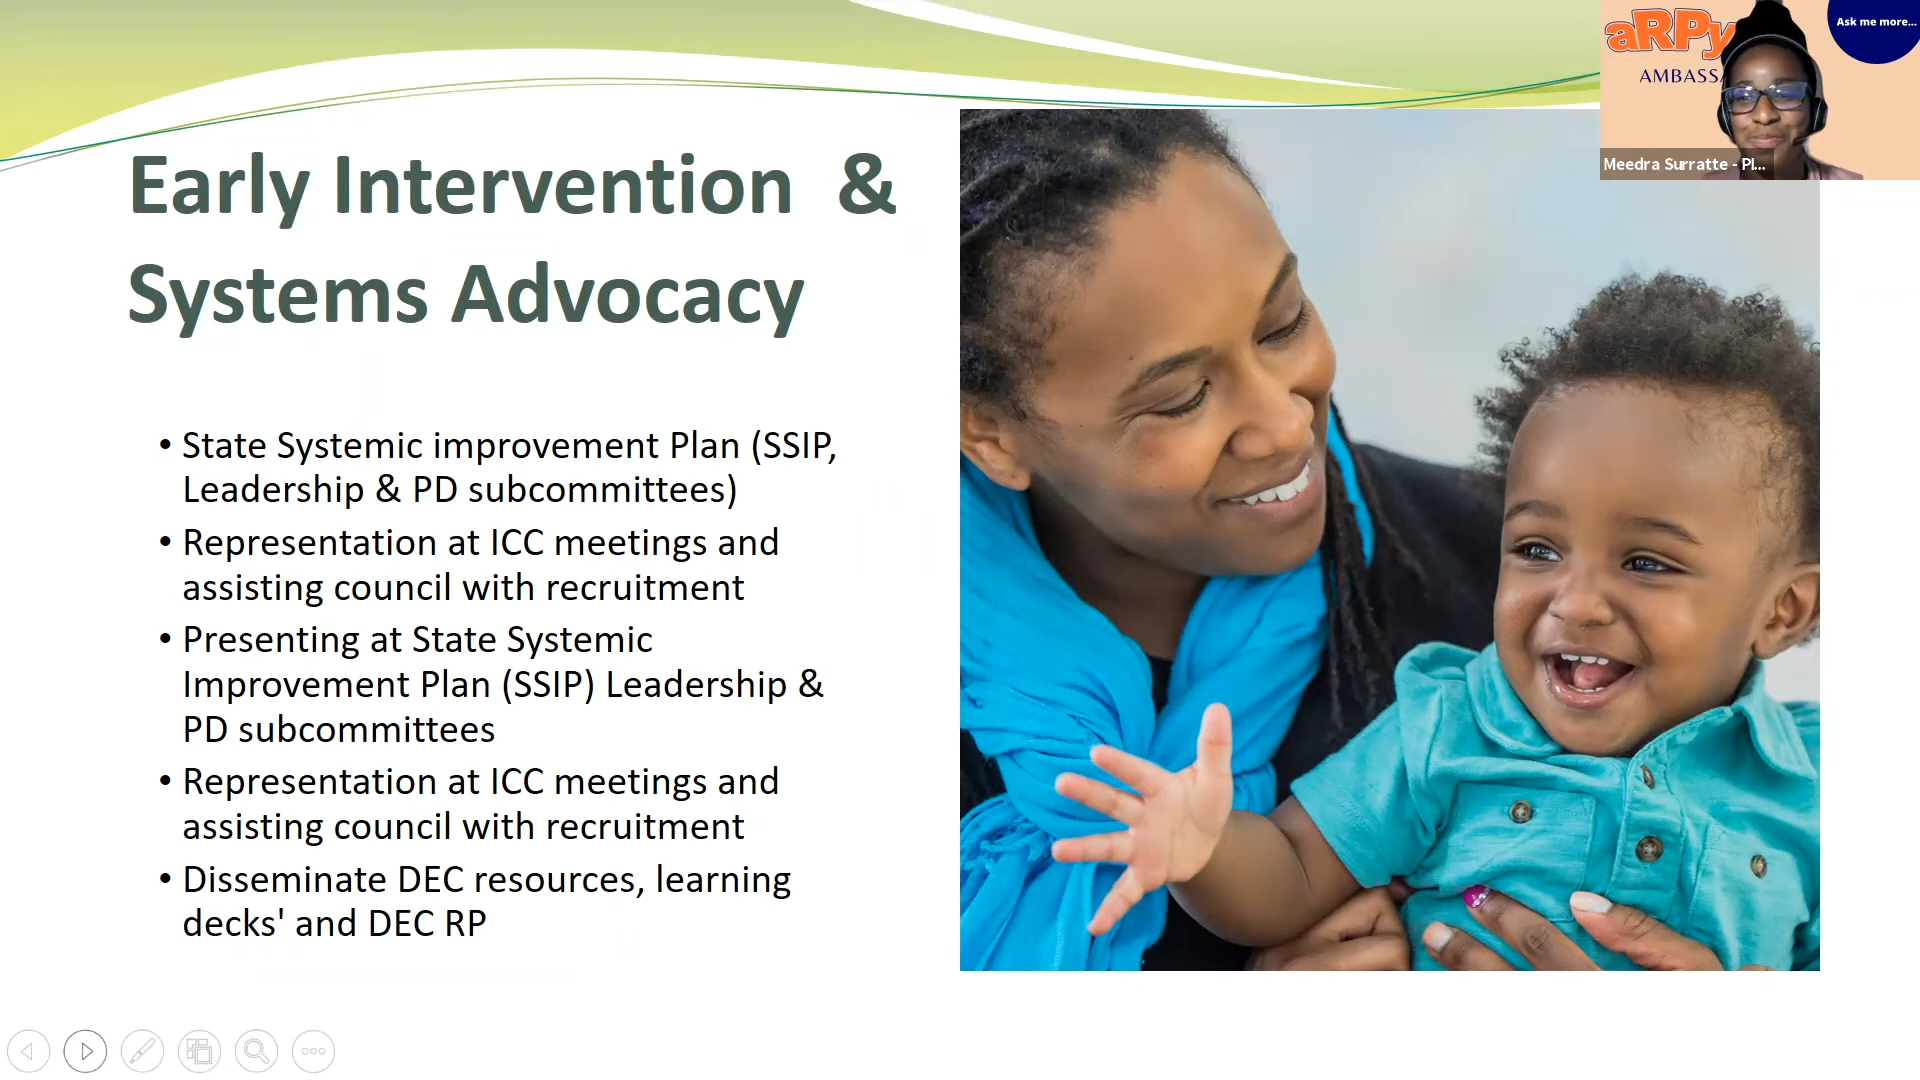 Early Intervention  &
Systems Advocacy
• State Systemic improvement Plan (SSIP,
Leadership & PD subcommittees)
• Representation at ICC meetings and
assisting council with recruitment
• Presenting at State Systemic
Improvement Plan (SSIP) Leadership &
PD subcommittees
• Representation at ICC meetings and
assisting council with recruitment
• Disseminate DEC resources, learning
decks' and DEC RP
aRPy
AMBASSA
Ask me more...
Meedra Surratte - Pl...